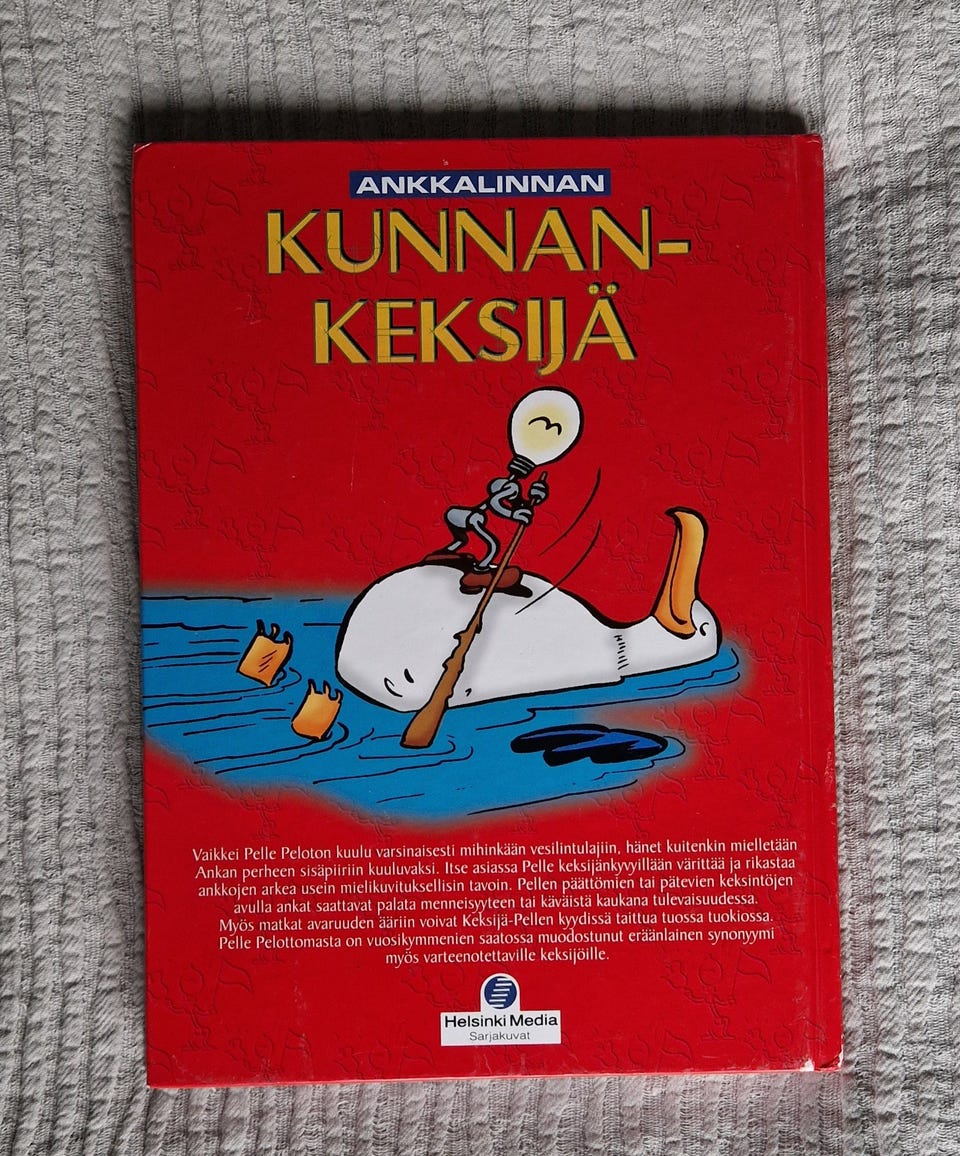 ANKKALINNAN
KUNNAN-
KEKSIJÄ
Vaikkei Pelle Peloton kuulu varsinaisesti mihinkään vesilintulajiin, hänet kuitenkin mielletään
Ankan perheen sisäpiiriin kuuluvaksi. Itse asiassa Pelle keksijänkyvyillään värittää ja rikastaa
ankkojen arkea usein mielikuvituksellisin tavoin. Pellen päättömien tai pätevien keksintöjen
avulla ankat saattavat palata menneisyyteen tai käväistä kaukana tulevaisuudessa.
Myös matkat avaruuden ääriin voivat Keksijä-Pellen kyydissä taittua tuossa tuokiossa.
Pelle Pelottomasta on vuosikymmenien saatossa muodostunut eräänlainen synonyymi
myös varteenotettaville keksijöille.
Helsinki Media
Sarjakuvat